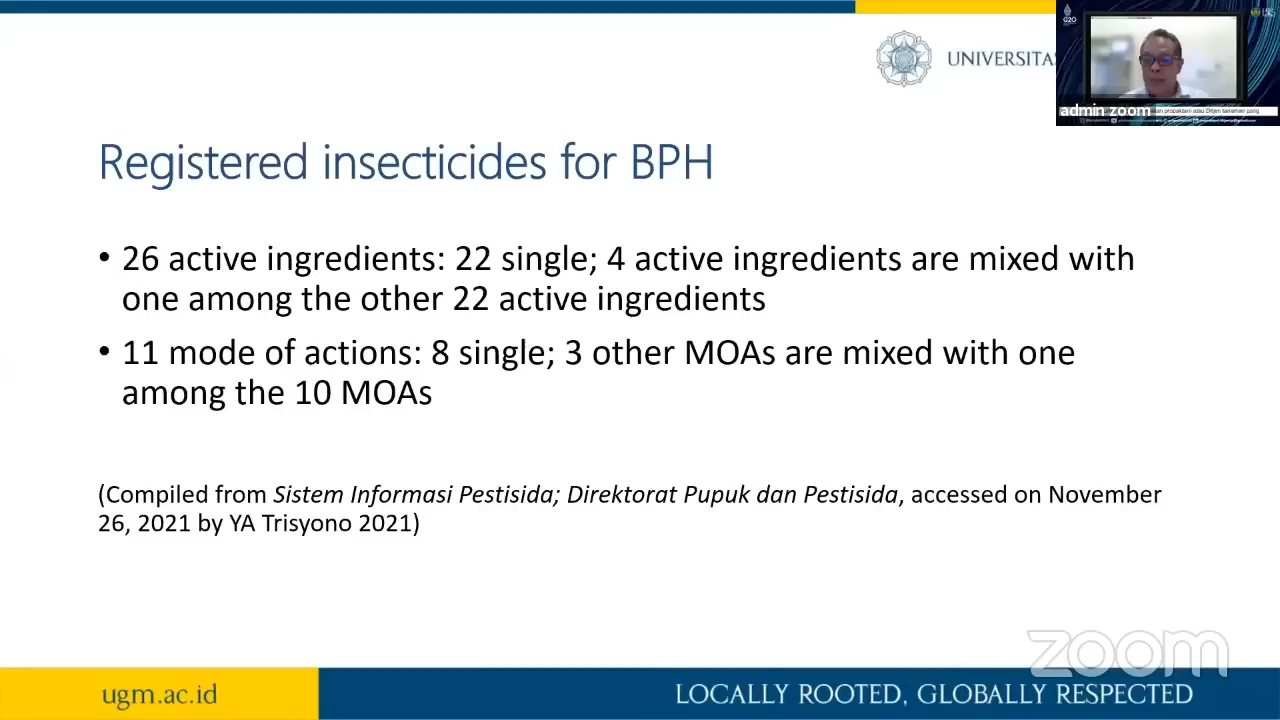 UNIVERSITAS
G20
admin zoom
Registered insecticides for BPH
• 26 active ingredients: 22 single; 4 active ingredients are mixed with
one among the other 22 active ingredients
• 11 mode of actions: 8 single; 3 other MOAs are mixed with one
among the 10 MOAs
(Compiled from Sistem Informasi Pestisida; Direktorat Pupuk dan Pestisida, accessed on November
26, 2021 by YA Trisyono 2021)
zoom
ugm.ac.id
LOCALLY ROOTED, GLOBALLY RESPECTED